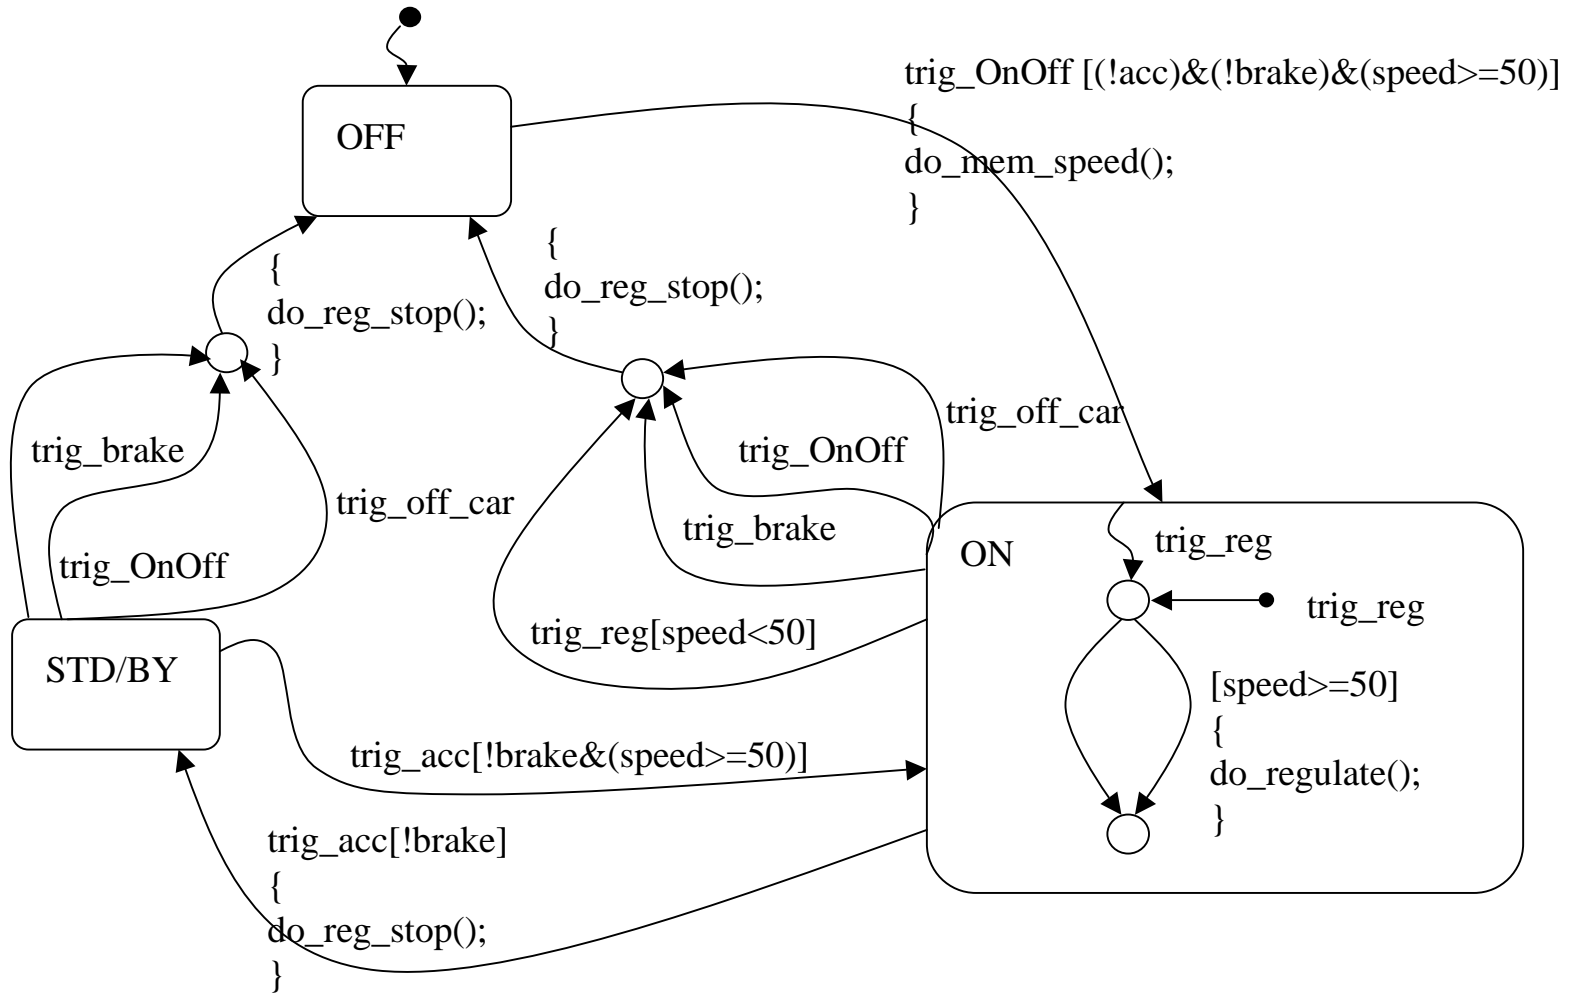 trig_OnOff [(!acc)&(!brake)&(speed>=50)]
{
do_mem_speed();
}
OFF
{
do_reg_stop();
}
{
do_reg_stop();
}
trig_off_car
trig_brake
trig_OnOff
trig_off_car
trig_brake
trig_OnOff
ON
trig_reg
trig_reg
trig_reg[speed<50]
STD/BY
[speed>=50]
{
do_regulate();
}
trig_acc[!brake&(speed>=50)]
trig_acc[!brake]
{
do_reg_stop();
}